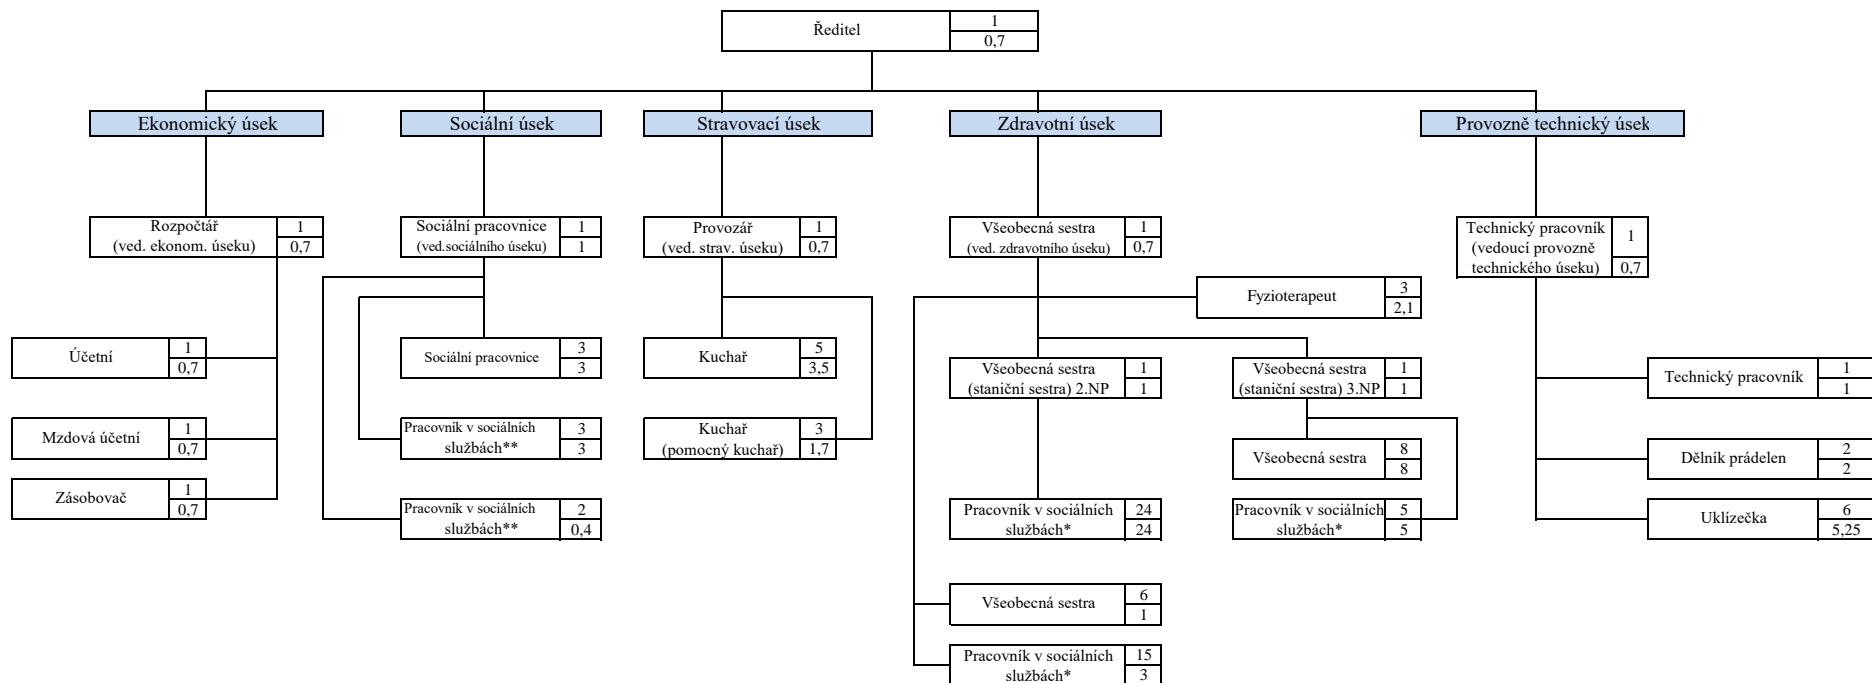 Ředitel
1
0,7
Ekonomický úsek
Sociální úsek
Stravovací úsek
Zdravotní úsek
Provozně technický úsek
Rozpočtář
(ved. ekonom. úseku)
1
0,7
Sociální pracovnice
(ved.sociálního úseku)
1
1
Provozář
(ved. strav. úseku)
1
0,7
Všeobecná sestra
(ved. zdravotního úseku)
1
0,7
Technický pracovník
(vedoucí provozně
technického úseku)
1
0,7
Fyzioterapeut
3
2,1
Účetní
1
0,7
Sociální pracovnice
3
3
Kuchař
5
3,5
Všeobecná sestra
(staniční sestra) 2.NP
1
1
Všeobecná sestra
(staniční sestra) 3.NP
1
1
Technický pracovník
1
1
Mzdová účetní
1
0,7
Pracovník v sociálních
službách**
3
3
Kuchař
(pomocný kuchař)
3
1,7
Všeobecná sestra
8
8
Dělník prádelen
2
2
Zásobovač
1
0,7
Pracovník v sociálních
službách**
2
0,4
Pracovník v sociálních
službách*
24
24
Pracovník v sociálních
službách*
5
5
Uklízečka
6
5,25
Všeobecná sestra
6
1
Pracovník v sociálních
službách*
15
3